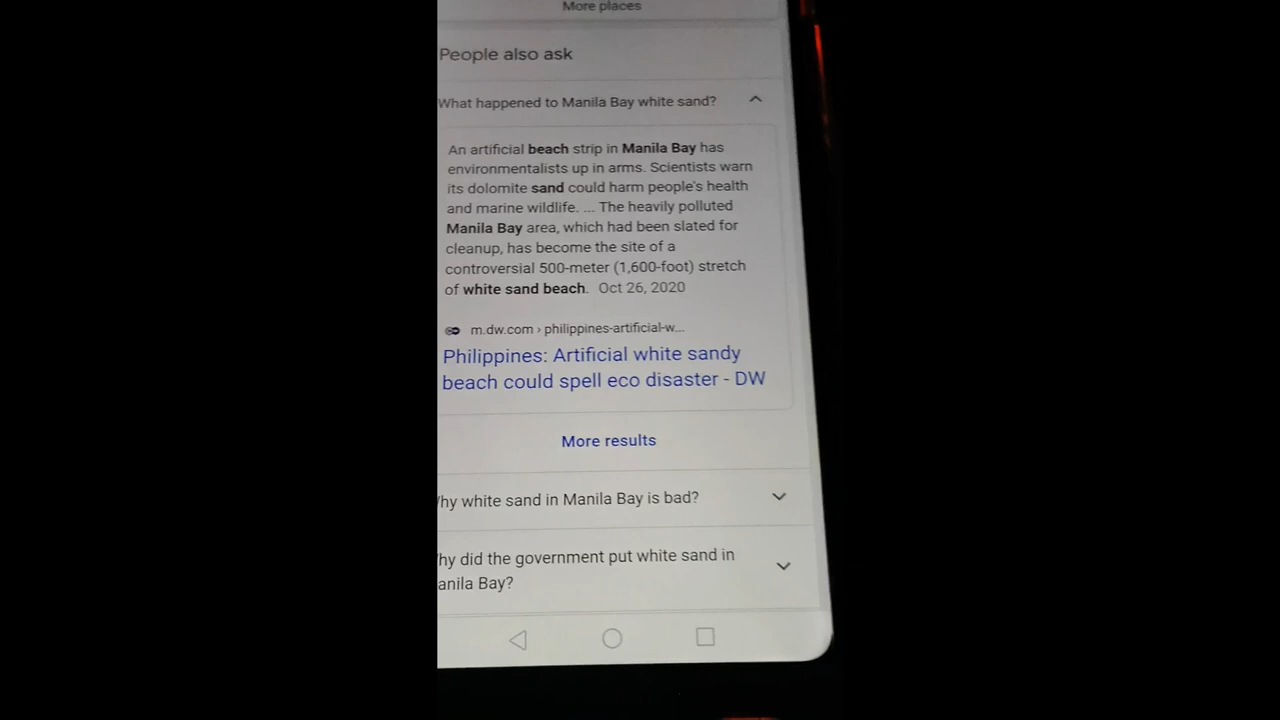 More places
People also ask
What happened to Manila Bay white sand?
An artificial beach strip in Manila Bay has
environmentalists up in arms. Scientists warn
its dolomite sand could harm people's health
and marine wildlife. ... The heavily polluted
Manila Bay area, which had been slated for
cleanup, has become the site of a
controversial 500-meter (1,600-foot) stretch
of white sand beach. Oct 26, 2020
m.dw.com › philippines-artificial-w...
Philippines: Artificial white sandy
beach could spell eco disaster - DW
More results
hy white sand in Manila Bay is bad?
hy did the government put white sand in
anila Bay?